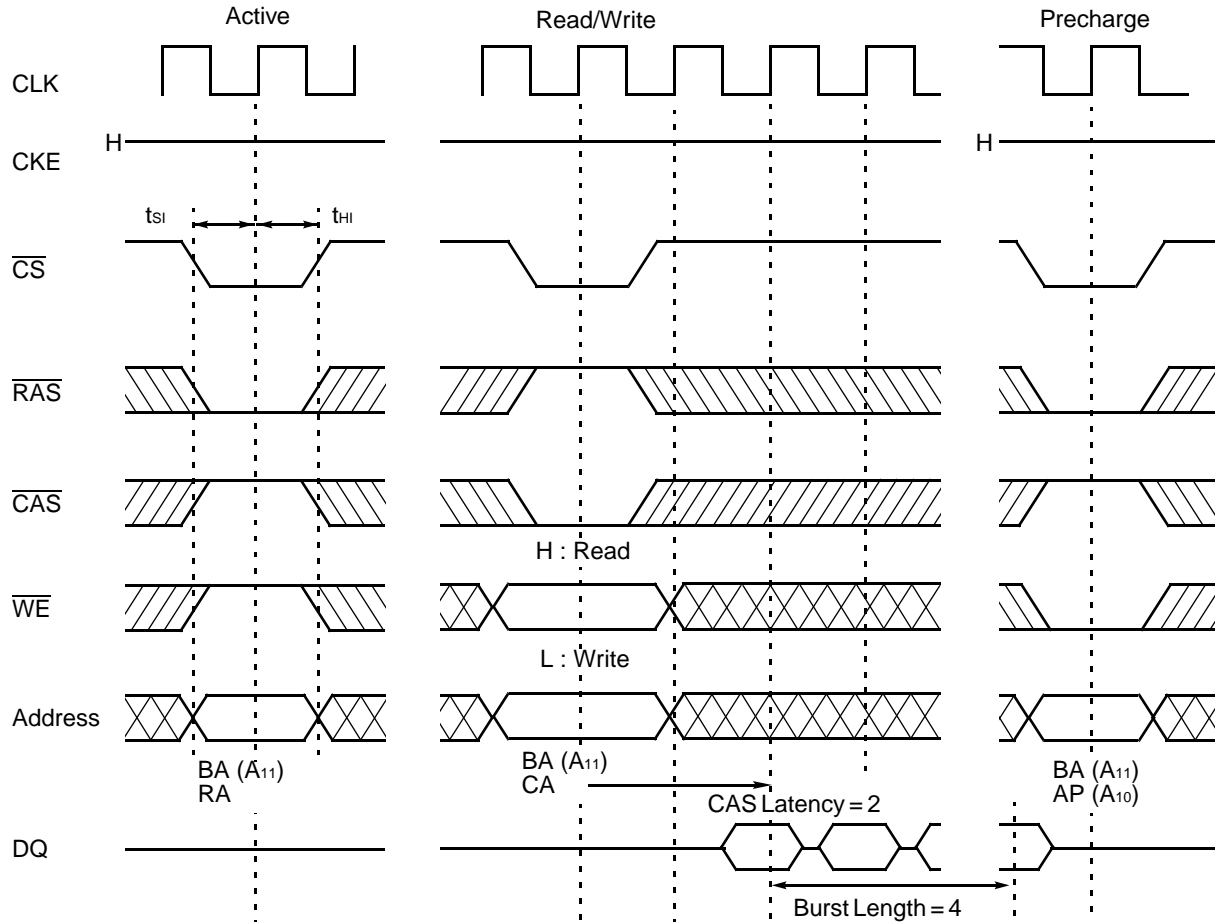 Active Read/Write Precharge
CLK
H H
CKE
tSI tHI
CS
RAS
CAS
H : Read
WE
L : Write
Address
BA (A11) BA (A11) BA (A11)
RA CA AP (A10)
CAS Latency = 2
DQ
Burst Length = 4